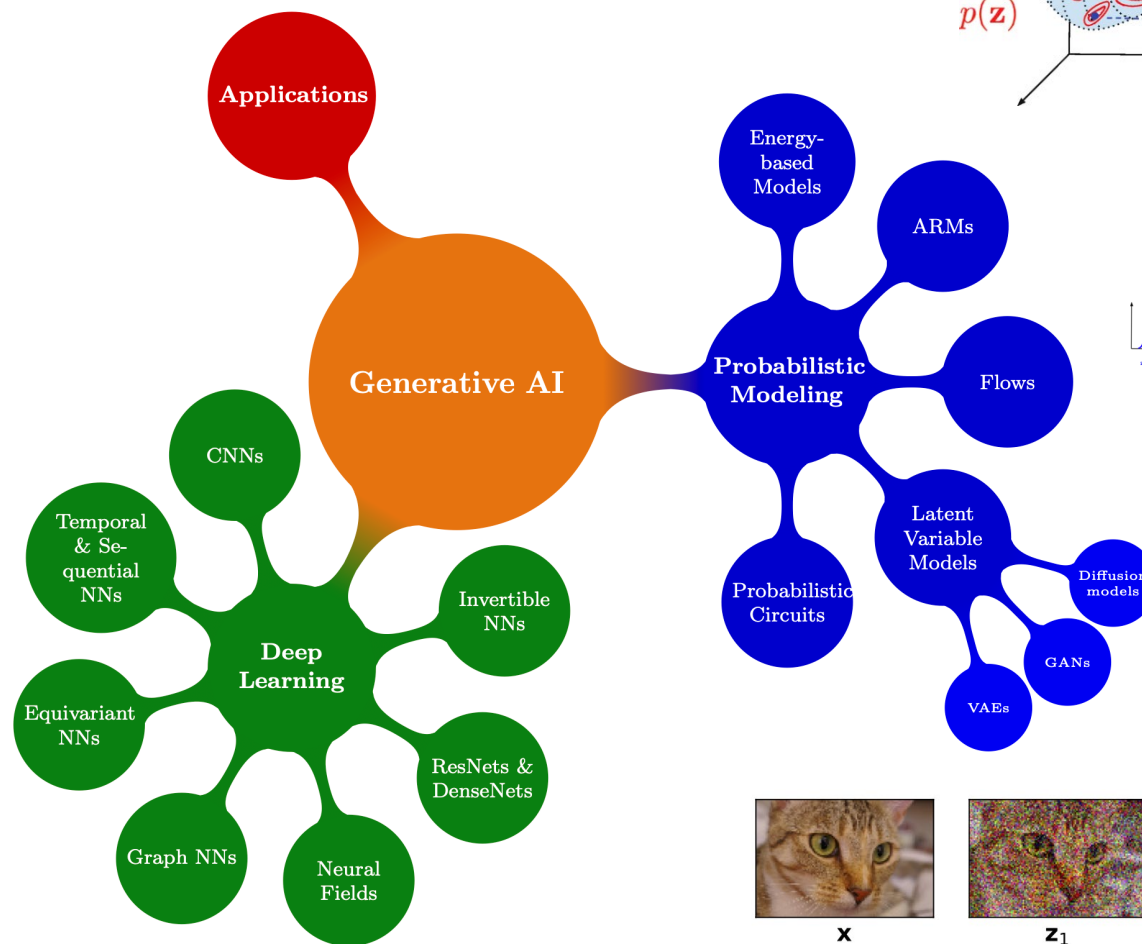 p(z)
Applications
Energy-
based
Models
ARMs
Generative AI
Probabilistic
Modeling
Flows
CNNs
Temporal
& Se-
quential
NNs
Latent
Variable
Models
Diffusion
models
Probabilistic
Circuits
Invertible
NNs
Deep
Learning
GANs
VAEs
Equivariant
NNs
ResNets &
DenseNets
Graph NNs
Neural
Fields
x
z₁